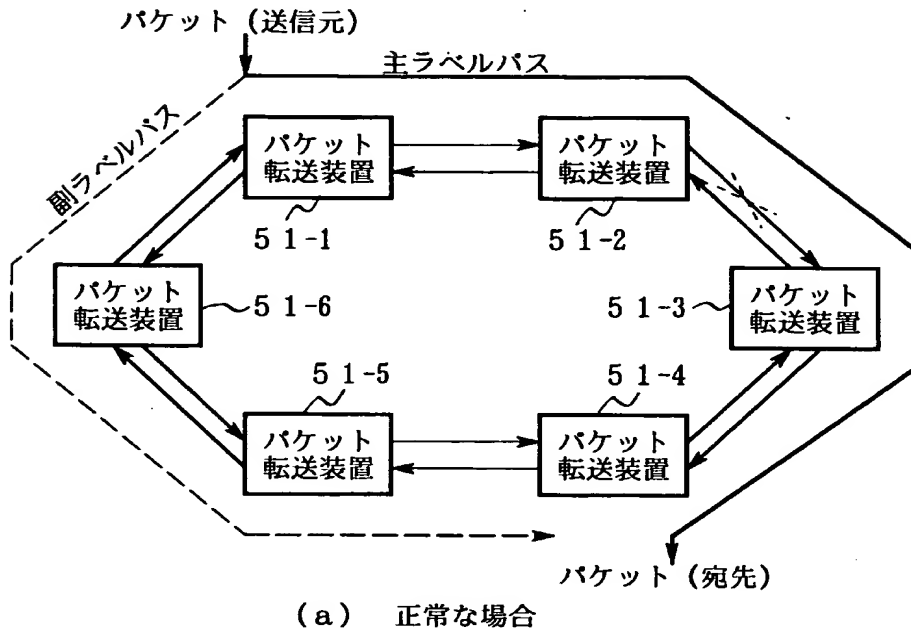 パケット (送信元)
主ラベルパス
副ラベルパス
パケット
転送装置
51-1
パケット
転送装置
51-2
パケット
転送装置
51-6
51-3
パケット
転送装置
51-5
パケット
転送装置
51-4
パケット
転送装置
パケット (宛先)
(a) 正常な場合